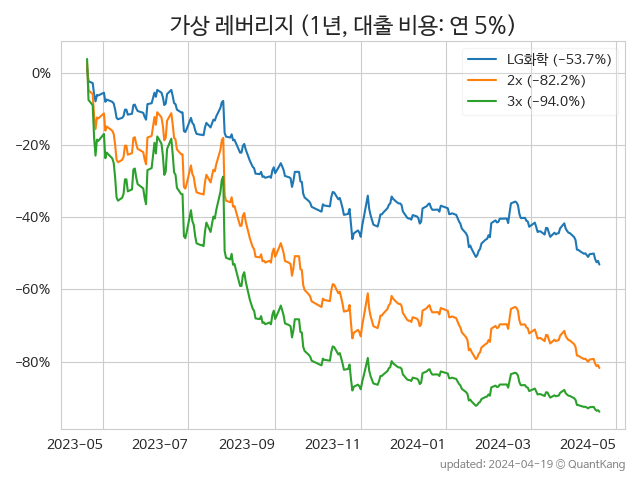 가상 레버리지 (1년, 대출 비용: 연 5%)
LG화학 (−53.7%)
2x (−82.2%)
3x (−94.0%)
0%
−20%
−40%
−60%
−80%
2023-05 2023-07 2023-09 2023-11 2024-01 2024-03 2024-05
updated: 2024-04-19 © QuantKang